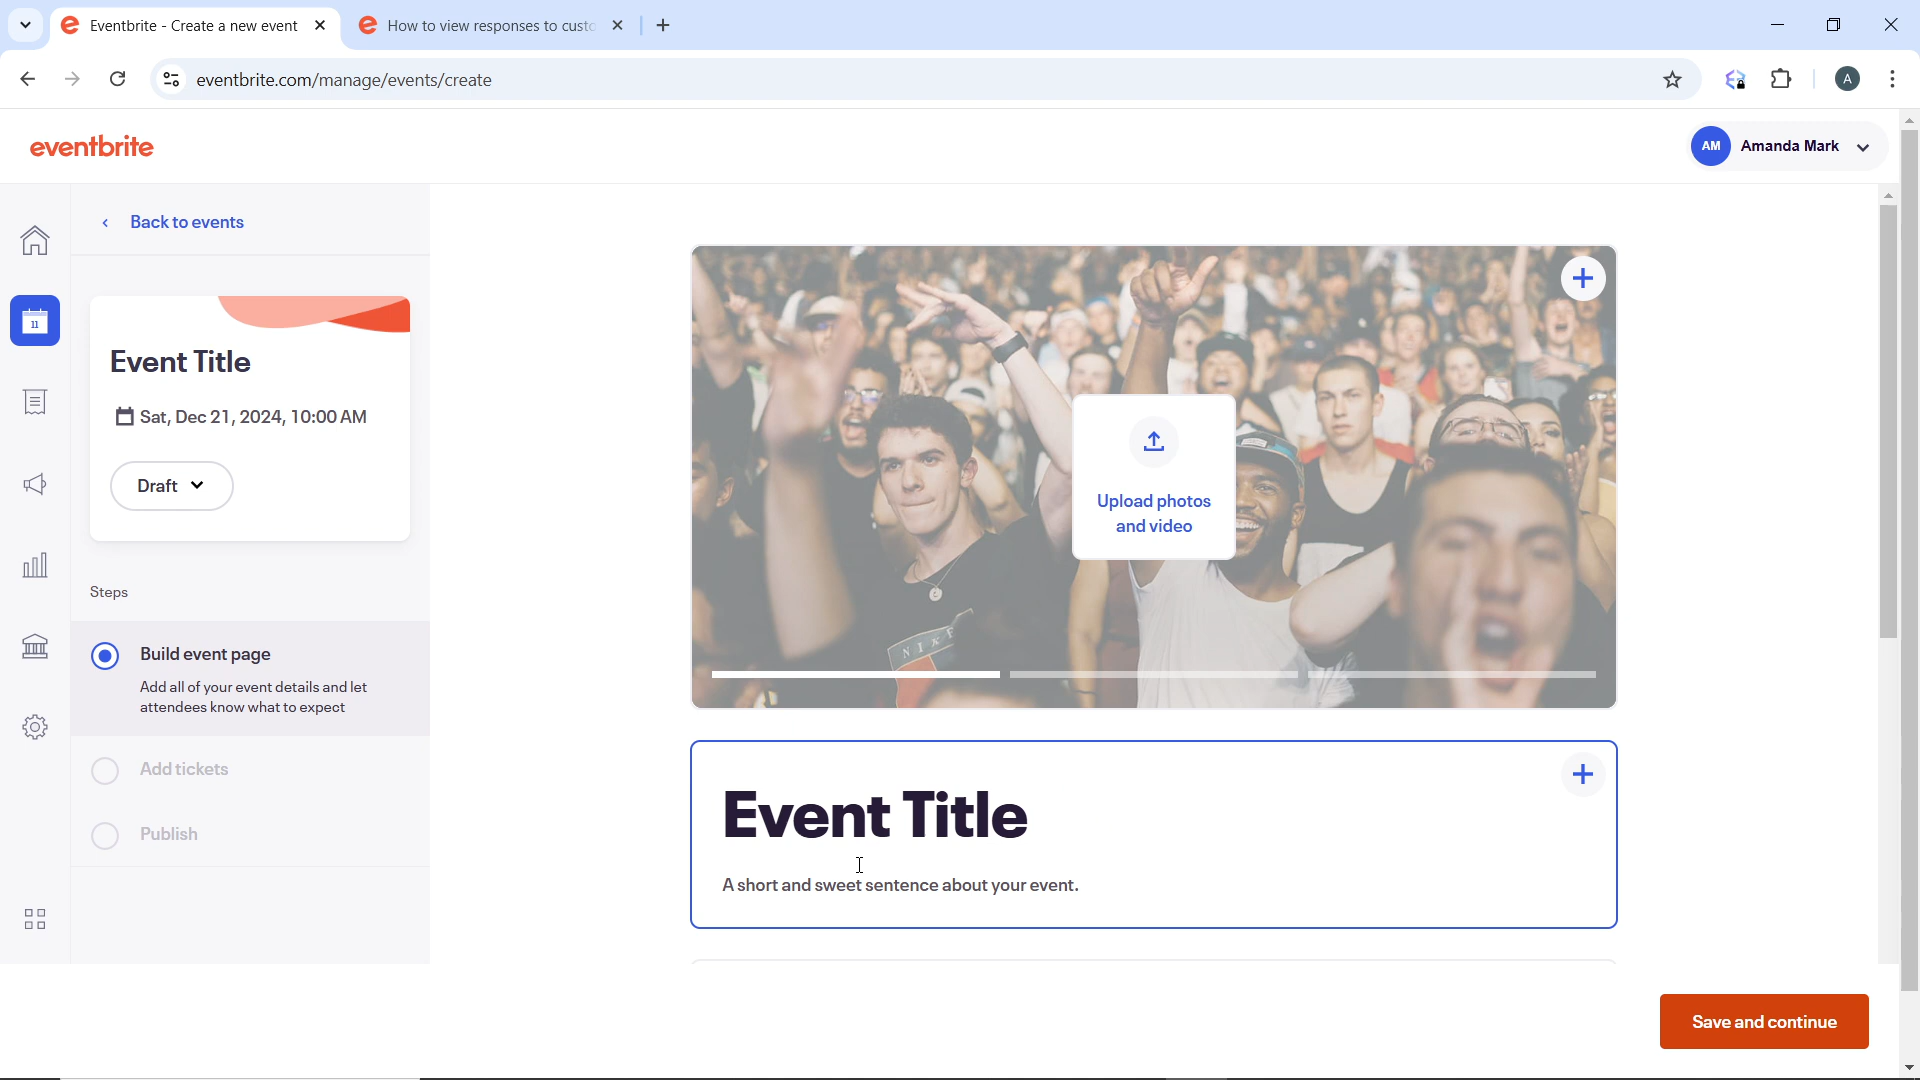 Eventbrite - Create a new event
How to view responses to custo
eventbrite.com/manage/events/create
A
eventbrite
AM
Amanda Mark
Back to events
11
Event Title
Sat, Dec 21, 2024, 10:00 AM
Draft
Steps
Build event page
Add all of your event details and let
attendees know what to expect
Add tickets
Publish
NIK
Upload photos
and video
Event Title
A short and sweet sentence about your event.
Save and continue